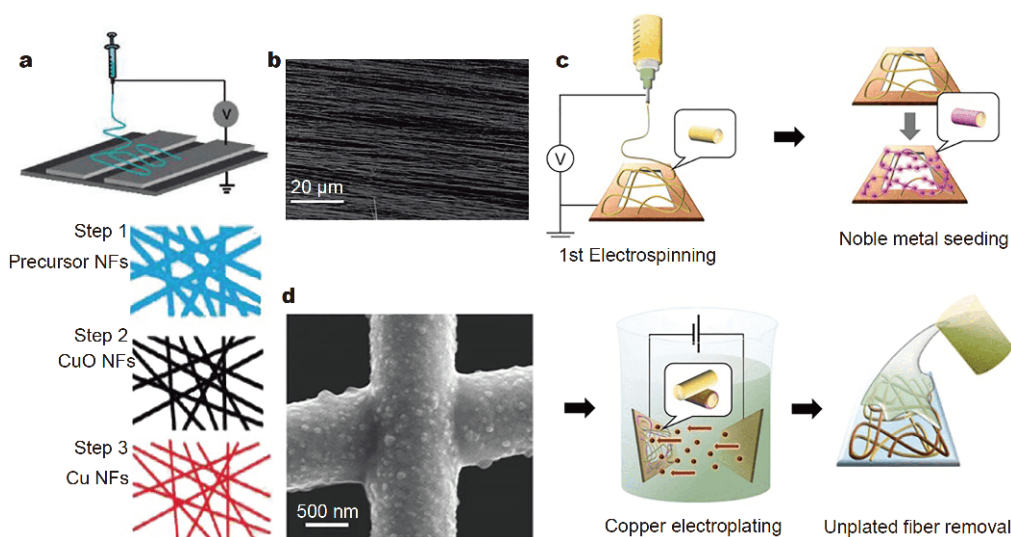 a
V
Step 1
Precursor NFs
Step 2
CuO NFs
Step 3
Cu NFs
b
20 µm
c
V
1st Electrospinning
Noble metal seeding
d
500 nm
Copper electroplating
Unplated fiber removal